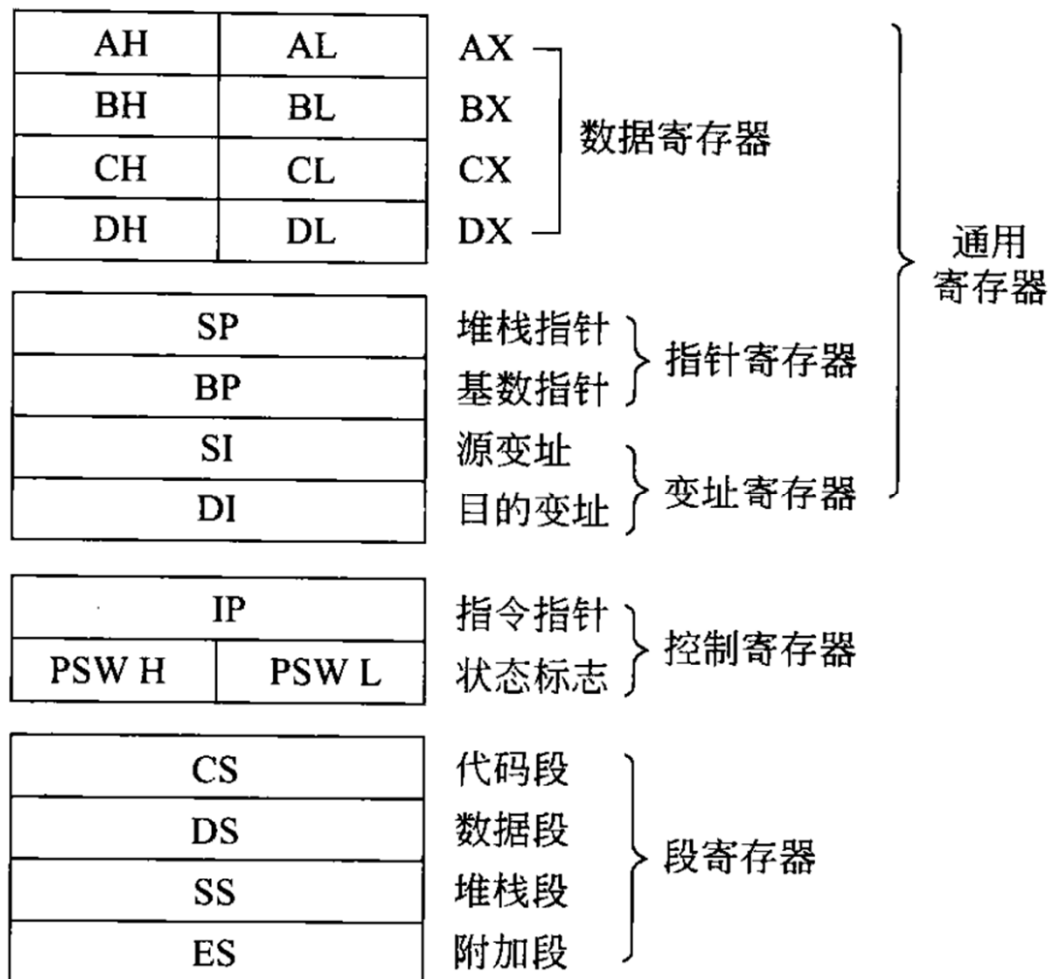 AH AL AX
BH BL BX
数据寄存器
CH CL CX
DH DL DX
通用
寄存器
SP 堆栈指针
指针寄存器
BP 基数指针
SI 源变址
变址寄存器
DI 目的变址
IP 指令指针
控制寄存器
PSW H PSW L 状态标志
CS 代码段
DS 数据段
段寄存器
SS 堆栈段
ES 附加段